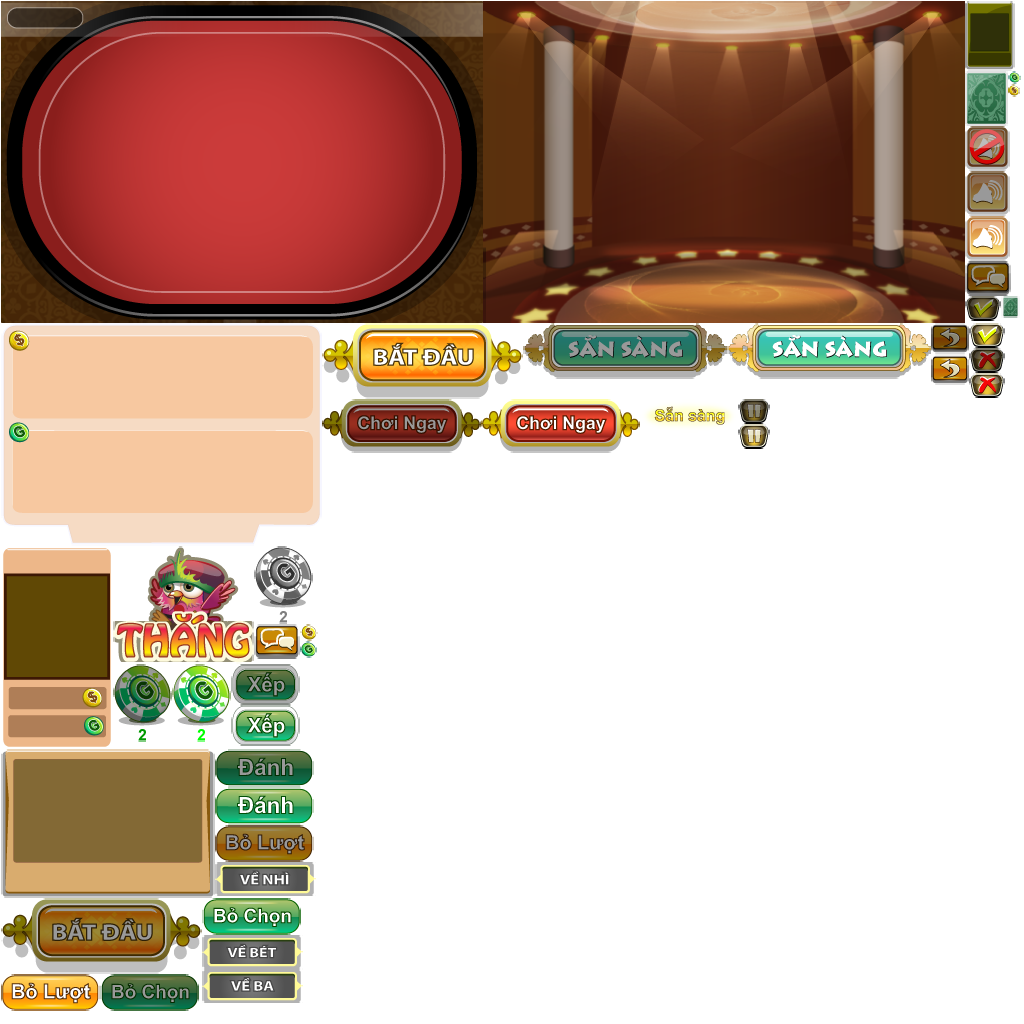 BẮT ĐẦU
SẴN SÀNG
SẴN SÀNG
Chơi Ngay
Chơi Ngay
Sẵn sàng
THẮNG
2
2
2
Xếp
Xếp
Đánh
Đánh
Bỏ Lượt
VỀ NHÌ
BẮT ĐẦU
Bỏ Chọn
VỀ BÉT
VỀ BA
Bỏ Lượt
Bỏ Chọn